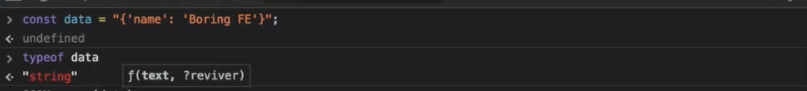 > const data = "{'name': 'Boring FE'}";
<· undefined
> typeof data
<· "string"
ƒ(text, ?reviver)